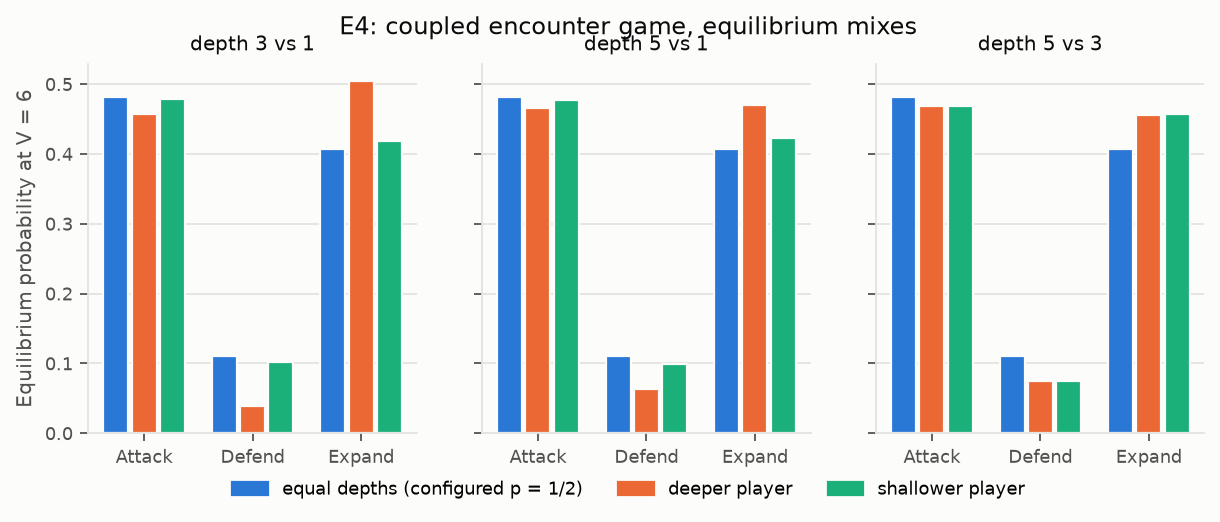 E4: coupled encounter game, equilibrium mixes
depth 3 vs 1
depth 5 vs 1
depth 5 vs 3
Equilibrium probability at V = 6
0.5
0.4
0.3
0.2
0.1
0.0
Attack Defend Expand
Attack Defend Expand
Attack Defend Expand
equal depths (configured p = 1/2) deeper player shallower player